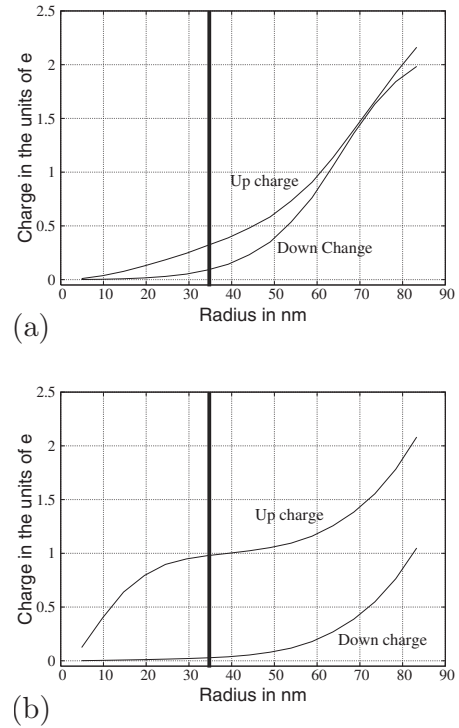 2.5
2
1.5
1
0.5
0
Charge in the units of e
Up charge
Down Change
0 10 20 30 40 50 60 70 80 90
Radius in nm
(a)
2.5
2
1.5
1
0.5
0
Charge in the units of e
Up charge
Down charge
0 10 20 30 40 50 60 70 80 90
Radius in nm
(b)